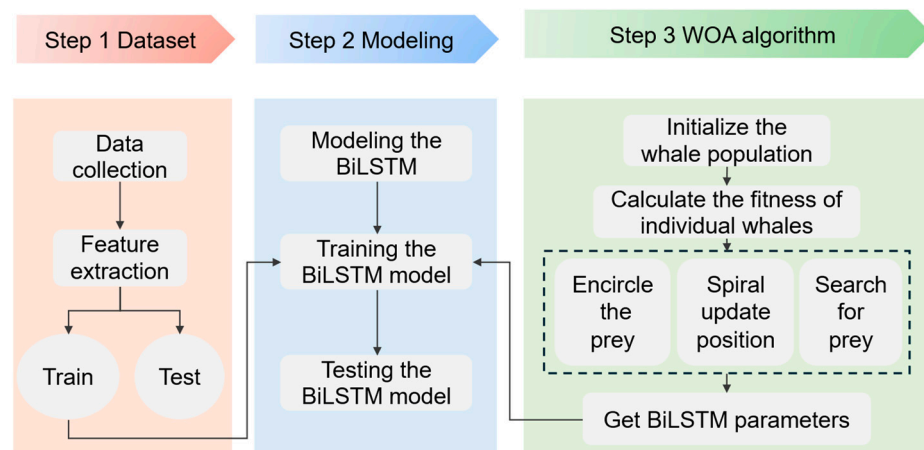 Step 1 Dataset
Step 2 Modeling
Step 3 WOA algorithm
Data
collection
Feature
extraction
Train
Test
Modeling the
BiLSTM
Training the
BiLSTM model
Testing the
BiLSTM model
Initialize the
whale population
Calculate the fitness of
individual whales
Encircle
the
prey
Spiral
update
position
Search
for
prey
Get BiLSTM parameters